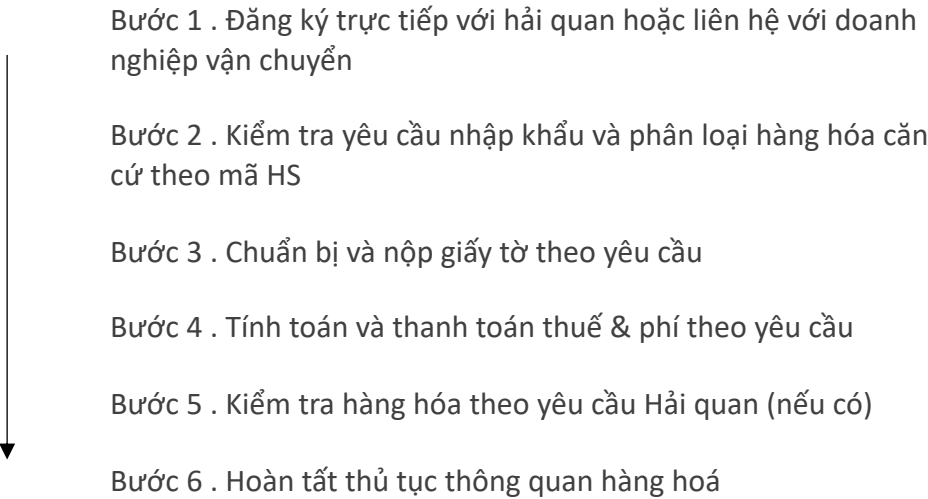 Bước 1 . Đăng ký trực tiếp với hải quan hoặc liên hệ với doanh
nghiệp vận chuyển
Bước 2 . Kiểm tra yêu cầu nhập khẩu và phân loại hàng hóa căn
cứ theo mã HS
Bước 3 . Chuẩn bị và nộp giấy tờ theo yêu cầu
Bước 4 . Tính toán và thanh toán thuế & phí theo yêu cầu
Bước 5 . Kiểm tra hàng hóa theo yêu cầu Hải quan (nếu có)
Bước 6 . Hoàn tất thủ tục thông quan hàng hoá